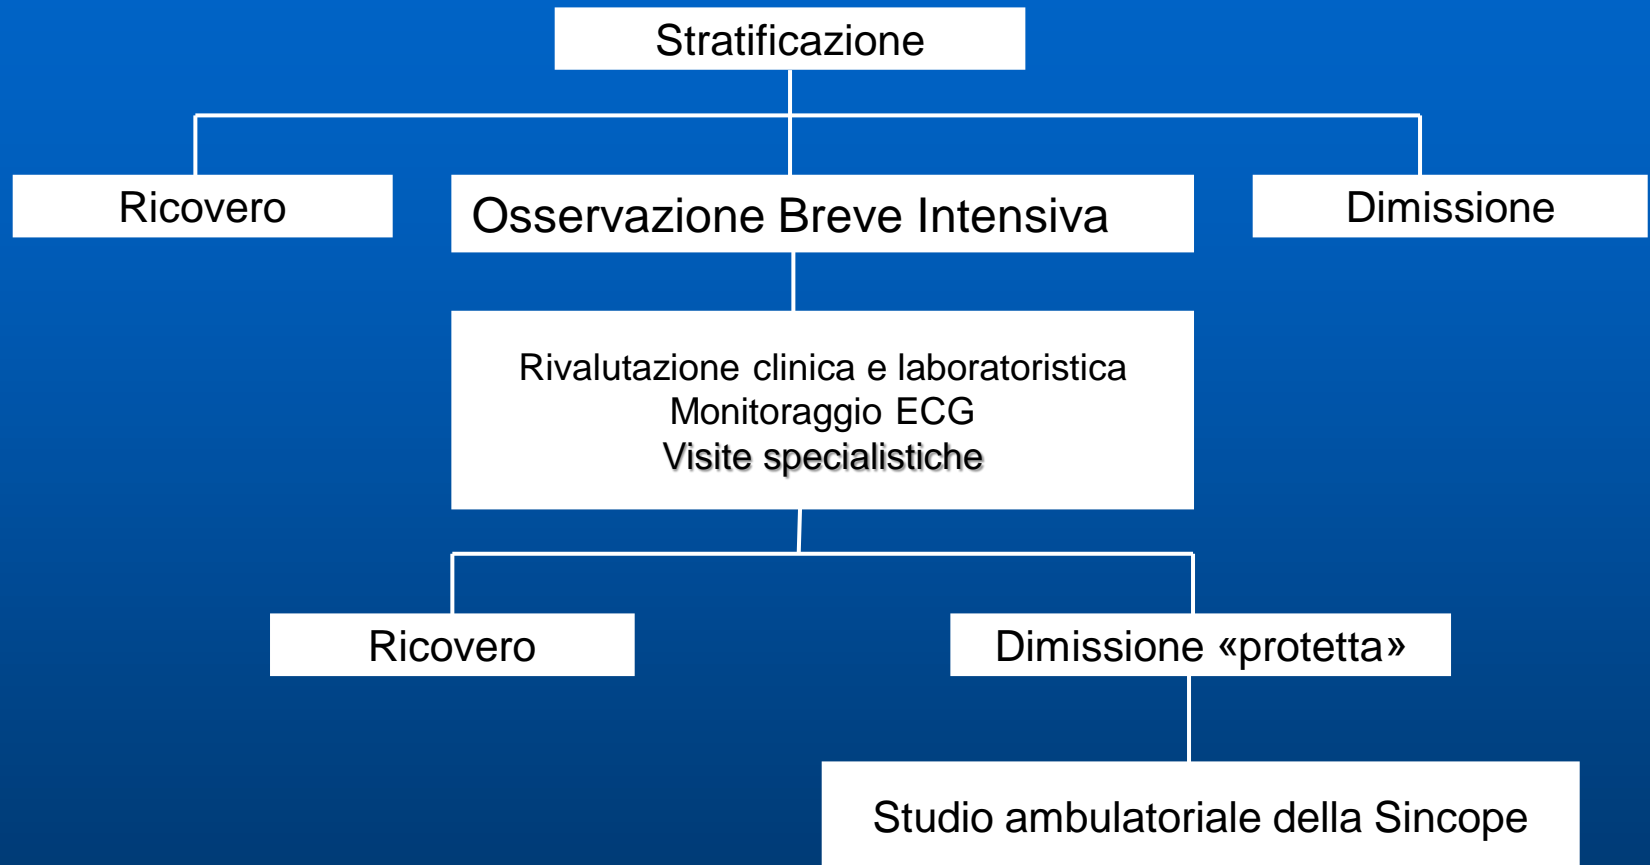 Stratificazione
Ricovero
Osservazione Breve Intensiva
Dimissione
Rivalutazione clinica e laboratoristica
Monitoraggio ECG
Visite specialistiche
Ricovero
Dimissione «protetta»
Studio ambulatoriale della Sincope